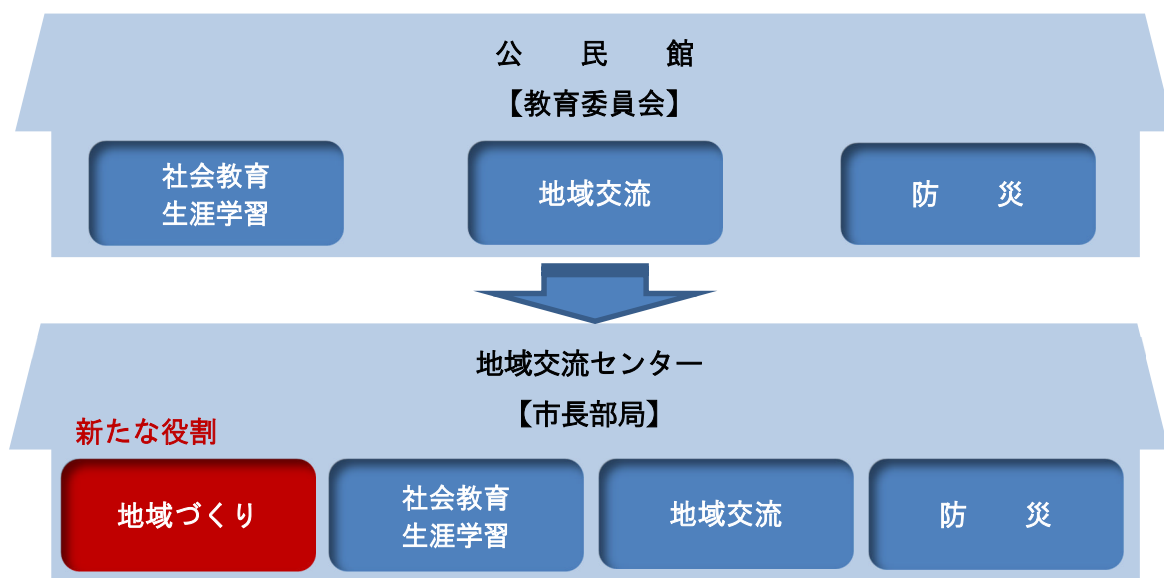 公　民　館
【教育委員会】
社会教育
生涯学習
地域交流
防　災
地域交流センター
【市長部局】
新たな役割
地域づくり
社会教育
生涯学習
地域交流
防　災